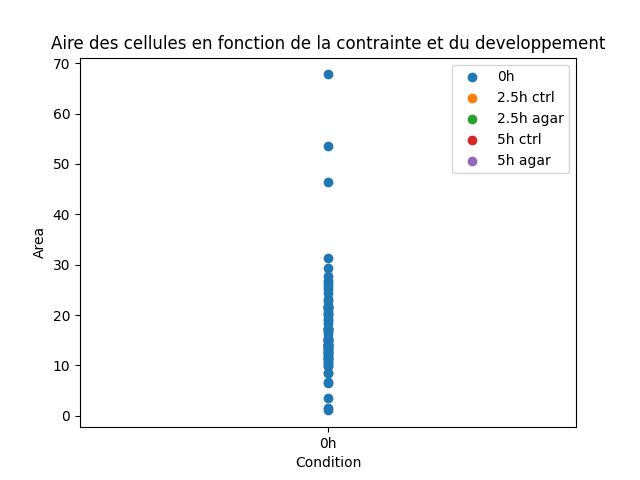 Aire des cellules en fonction de la contrainte et du developpement
70
60
50
40
30
20
10
0
Area
0h
2.5h ctrl
2.5h agar
5h ctrl
5h agar
0h
Condition